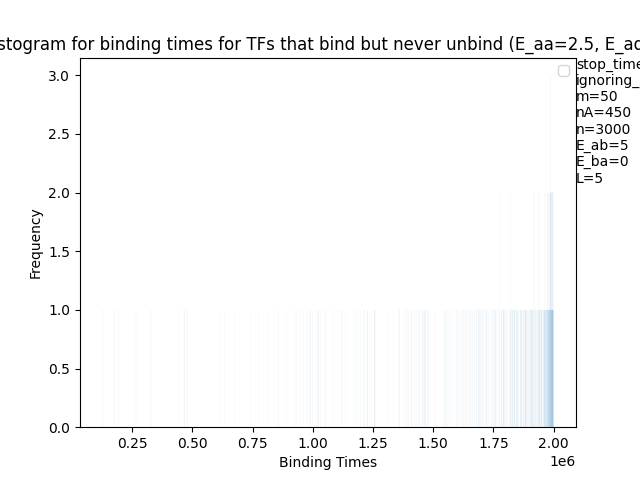 stogram for binding times for TFs that bind but never unbind (E_aa=2.5, E_ad
stop_time
ignoring_
m=50
nA=450
n=3000
E_ab=5
E_ba=0
L=5
3.0
2.5
2.0
1.5
1.0
0.5
0.0
Frequency
0.25 0.50 0.75 1.00 1.25 1.50 1.75 2.00
1e6
Binding Times